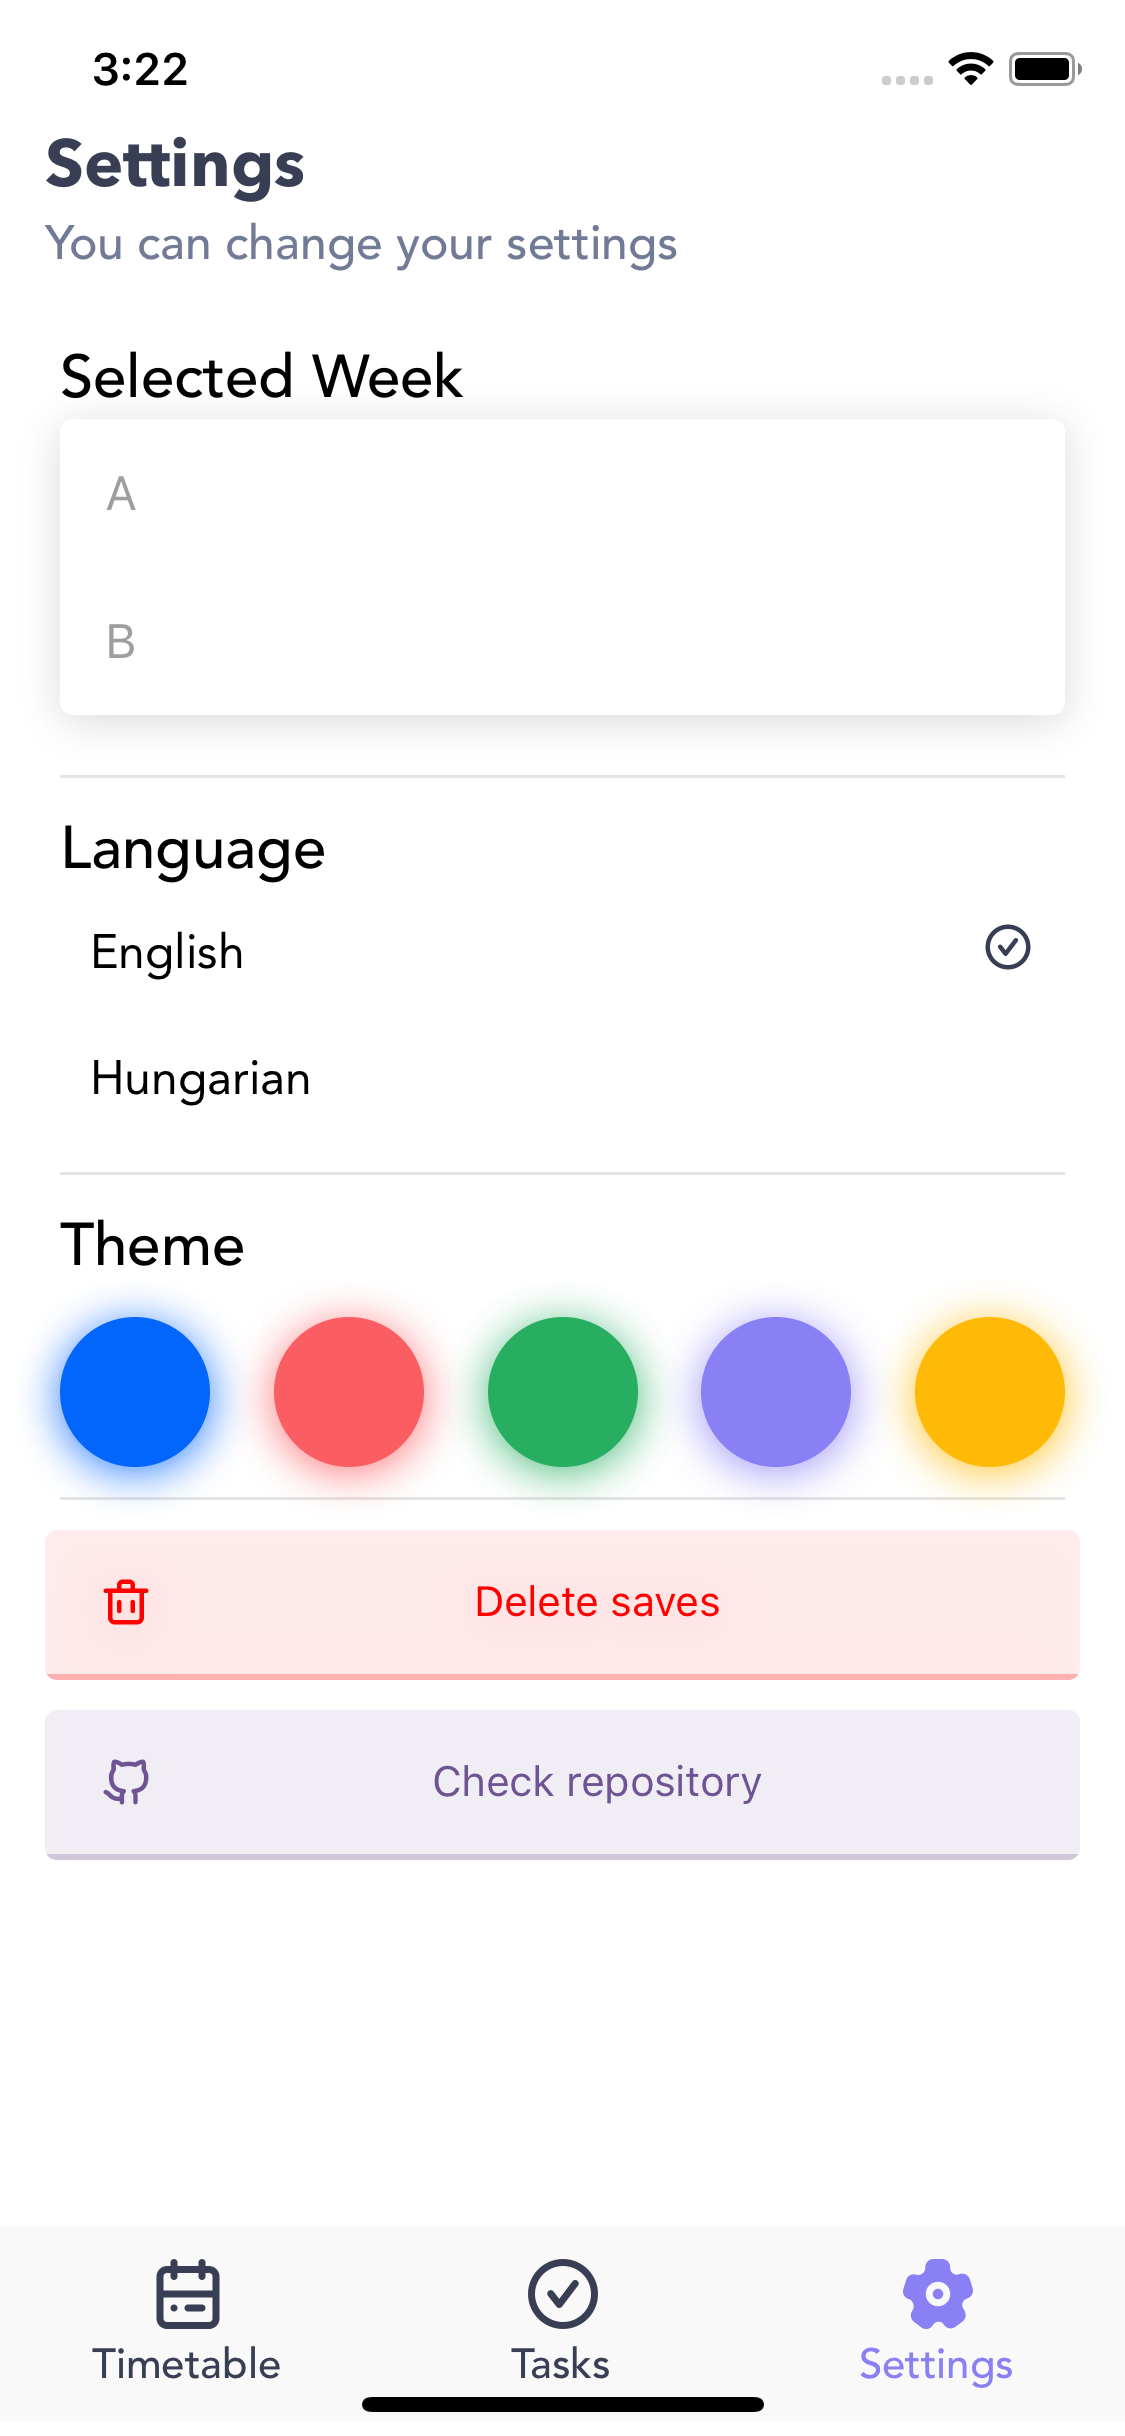 3:22
Settings
You can change your settings
Selected Week
A
B
Language
English
Hungarian
Theme
Delete saves
Check repository
Timetable
Tasks
Settings